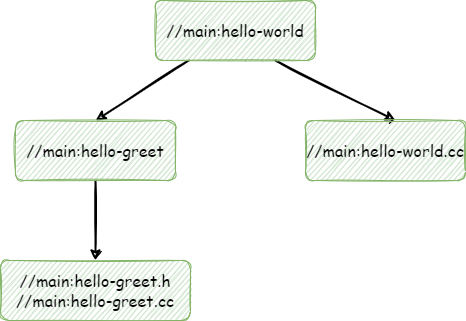 //main:hello-world
//main:hello-greet
//main:hello-world.cc
//main:hello-greet.h
//main:hello-greet.cc